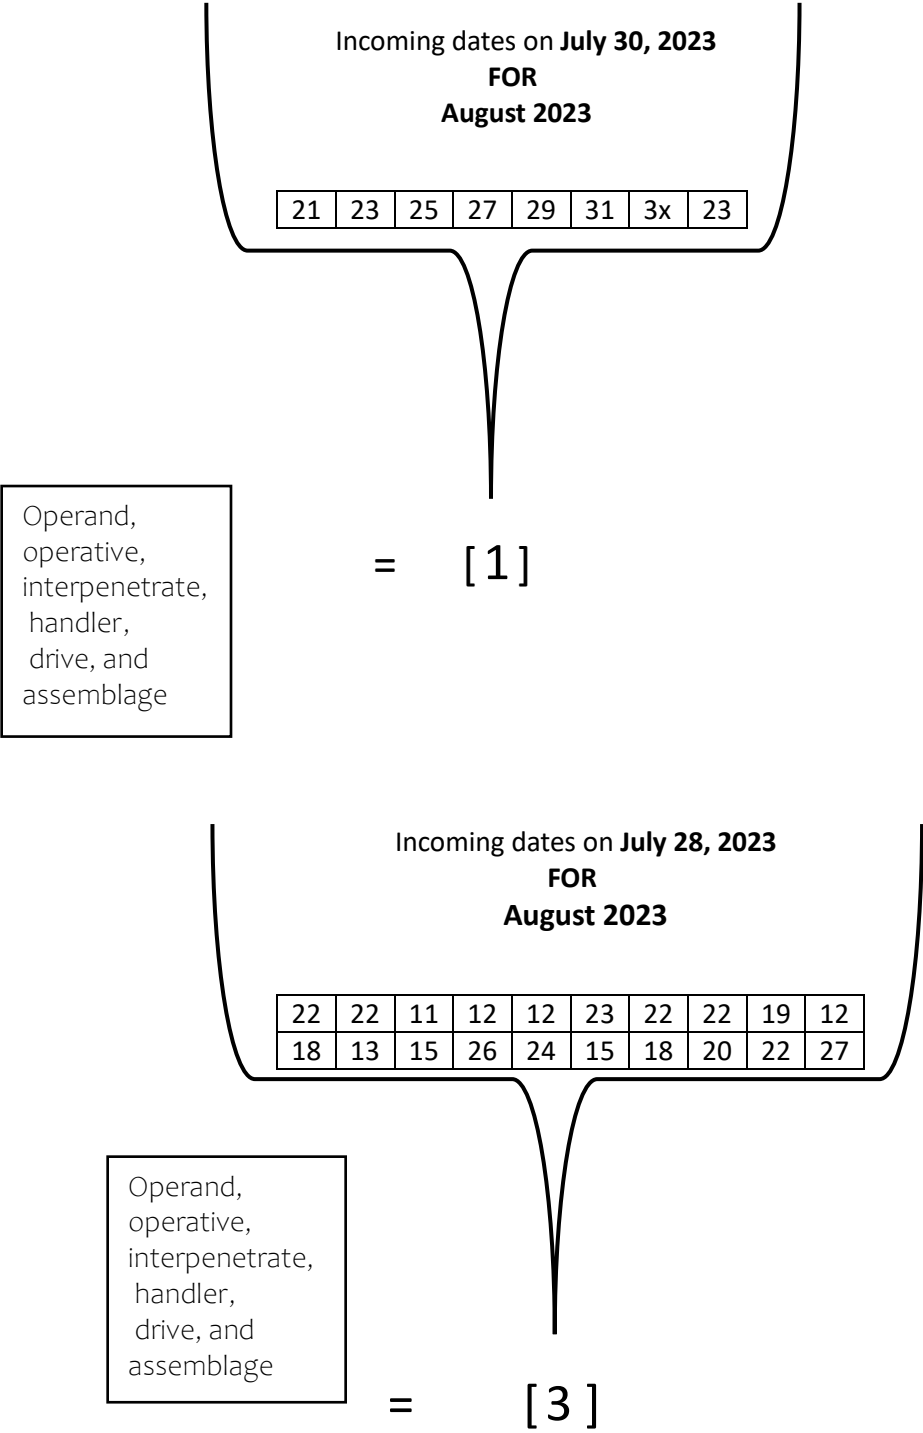 Incoming dates on July 30, 2023
FOR
August 2023
21 23 25 27 29 31 3x 23
Operand,
operative,
interpenetrate,
handler,
drive, and
assemblage
= [1]
Incoming dates on July 28, 2023
FOR
August 2023
22 22 11 12 12 23 22 22 19 12
18 13 15 26 24 15 18 20 22 27
Operand,
operative,
interpenetrate,
handler,
drive, and
assemblage
= [3]